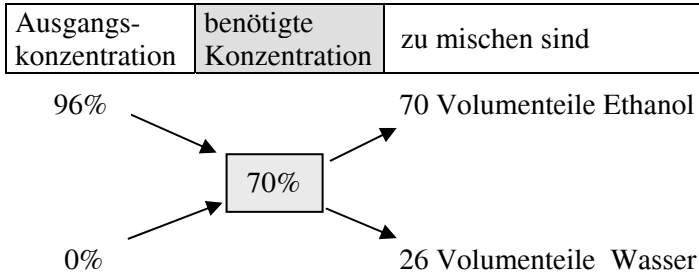 Ausgangs-
konzentration
benötigte
Konzentration
zu mischen sind
96%
70 Volumenteile Ethanol
70%
0%
26 Volumenteile Wasser